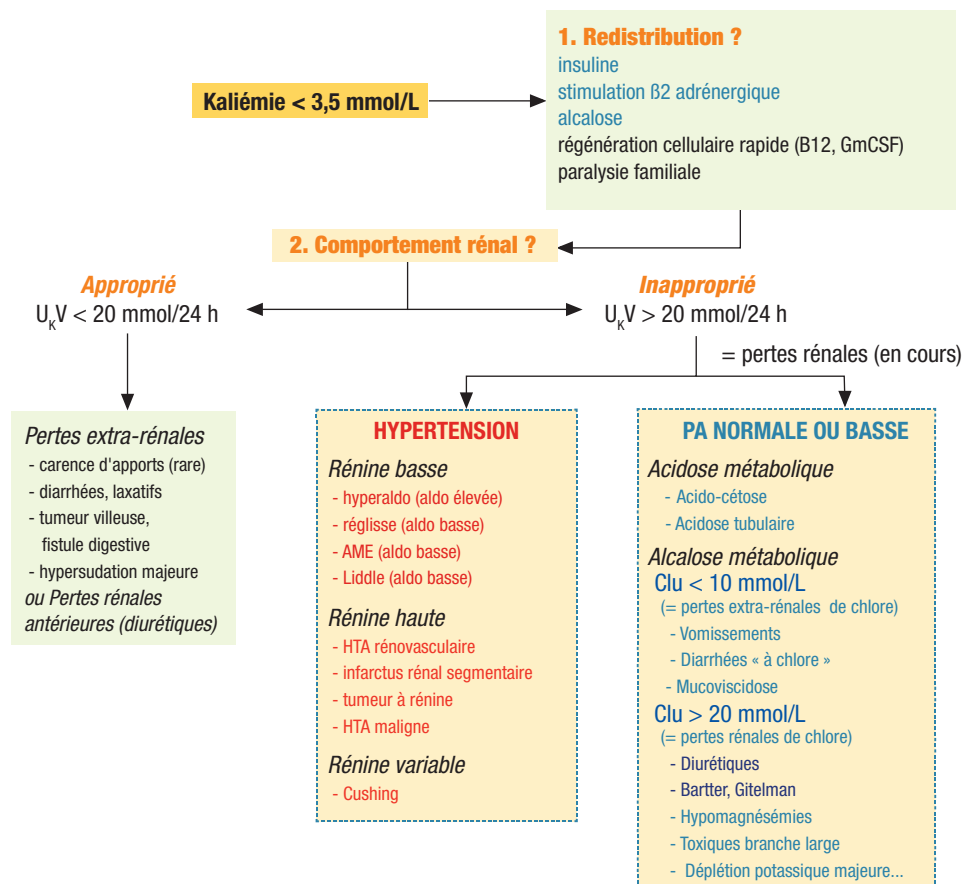 1. Redistribution ?
insuline
stimulation ß2 adrénergique
alcalose
régénération cellulaire rapide (B12, GmCSF)
paralysie familiale
Kaliémie < 3,5 mmol/L
2. Comportement rénal ?
Approprié
UKV < 20 mmol/24 h
Inapproprié
UKV > 20 mmol/24 h
= pertes rénales (en cours)
Pertes extra-rénales
- carence d'apports (rare)
- diarrhées, laxatifs
- tumeur villeuse,
fistule digestive
- hypersudation majeure
ou Pertes rénales
antérieures (diurétiques)
HYPERTENSION
Rénine basse
- hyperaldo (aldo élevée)
- réglisse (aldo basse)
- AME (aldo basse)
- Liddle (aldo basse)
Rénine haute
- HTA rénovasculaire
- infarctus rénal segmentaire
- tumeur à rénine
- HTA maligne
Rénine variable
- Cushing
PA NORMALE OU BASSE
Acidose métabolique
- Acido-cétose
- Acidose tubulaire
Alcalose métabolique
Clu < 10 mmol/L
(= pertes extra-rénales de chlore)
- Vomissements
- Diarrhées « à chlore »
- Mucoviscidose
Clu > 20 mmol/L
(= pertes rénales de chlore)
- Diurétiques
- Bartter, Gitelman
- Hypomagnésémies
- Toxiques branche large
- Déplétion potassique majeure...